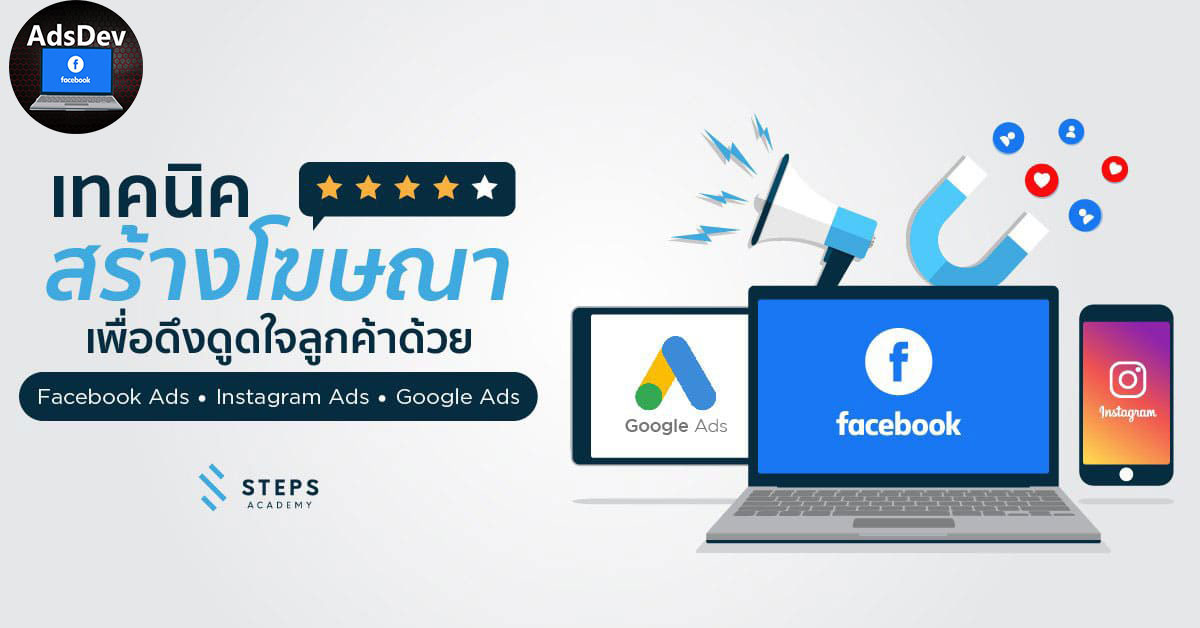 AdsDev
facebook
เทคนิค
สร้างโฆษณา
เพื่อดึงดูดใจลูกค้าด้วย
Facebook Ads • Instagram Ads • Google Ads
STEPS
ACADEMY
Google Ads
facebook
Instagram